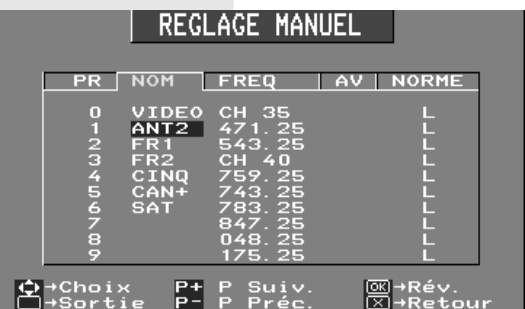 REGLAGE MANUEL
PR NOM FREQ AV NORME
0 VIDEO CH 35 L
1 ANT2 471.25 L
2 FR1 543.25 L
3 FR2 CH 40 L
4 CINQ 759.25 L
5 CAN+ 743.25 L
6 SAT 783.25 L
7 847.25 L
8 048.25 L
9 175.25 L
→Choix P+ P Suiv. OK →Rév.
→Sortie P- P Préc. X →Retour